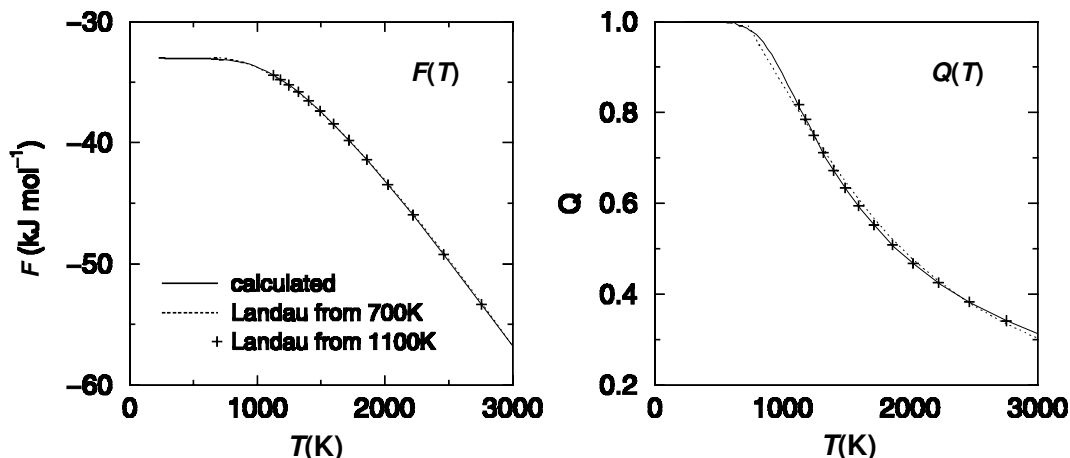 −30
−40
−50
−60
F (kJ mol−1)
F(T)
calculated
Landau from 700K
Landau from 1100K
0 1000 2000 3000
T(K)
1.0
0.8
0.6
0.4
0.2
Q
Q(T)
0 1000 2000 3000
T(K)